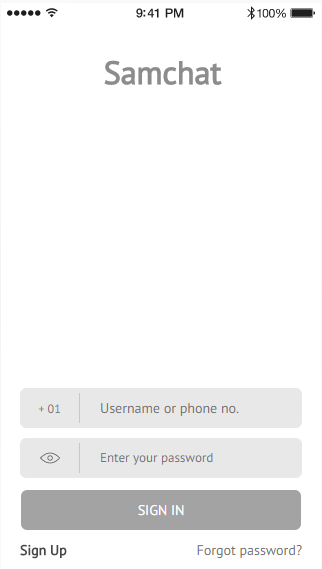 9:41 PM
100%
Samchat
+ 01
Username or phone no.
Enter your password
SIGN IN
Sign Up
Forgot password?